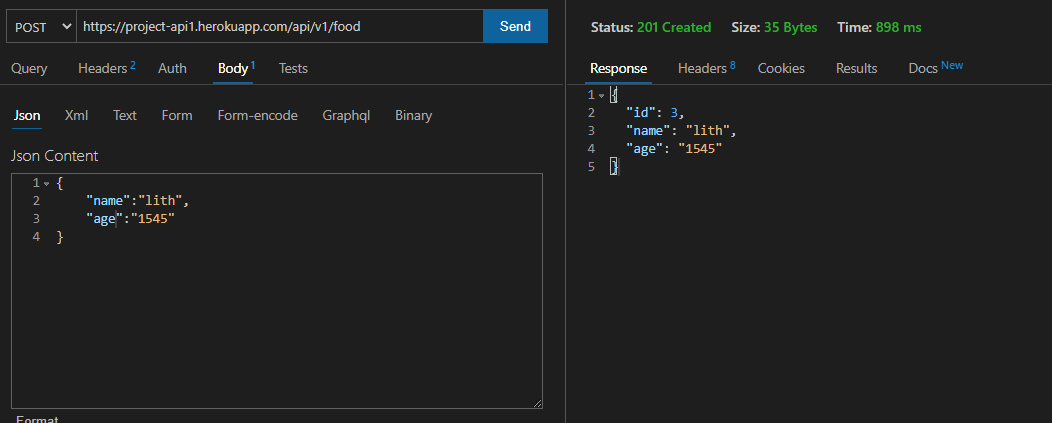 POST https://project-api1.herokuapp.com/api/v1/food Send
Query Headers 2 Auth Body 1 Tests
Json Xml Text Form Form-encode Graphql Binary
Json Content
1 {
2 "name":"lith",
3 "age":"1545"
4 }
Format
Status: 201 Created Size: 35 Bytes Time: 898 ms
Response Headers 8 Cookies Results Docs New
1 {
2 "id": 3,
3 "name": "lith",
4 "age": "1545"
5 }